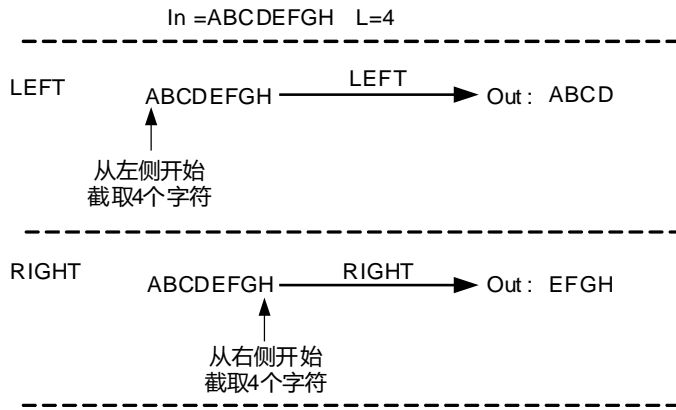 In =ABCDEFGH L=4
LEFT ABCDEFGH LEFT Out: ABCD
从左侧开始
截取4个字符
RIGHT ABCDEFGH RIGHT Out: EFGH
从右侧开始
截取4个字符